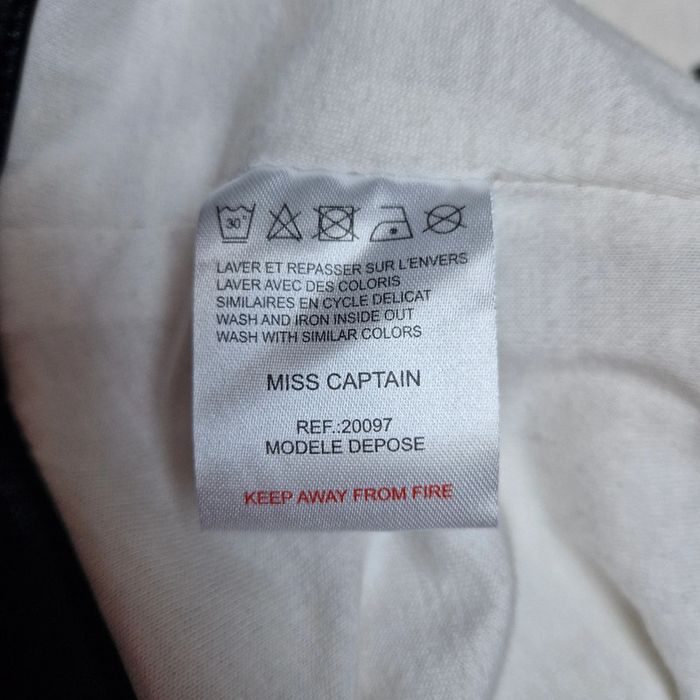 30°
LAVER ET REPASSER SUR L'ENVERS
LAVER AVEC DES COLORIS
SIMILAIRES EN CYCLE DELICAT
WASH AND IRON INSIDE OUT
WASH WITH SIMILAR COLORS
MISS CAPTAIN
REF.:20097
MODELE DEPOSE
KEEP AWAY FROM FIRE